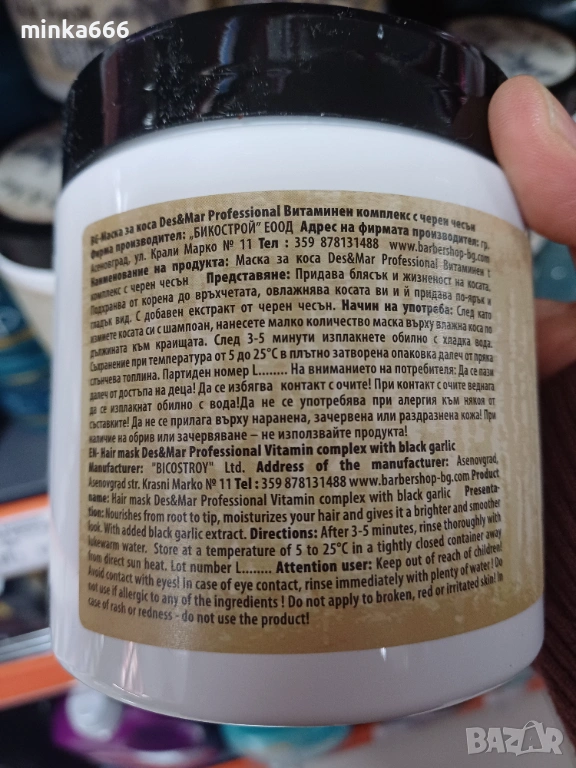 minka666
BG-Маска за коса Des&Mar Professional Витаминен комплекс с черен чесън
Фирма производител: „БИКОСТРОЙ" ЕООД Адрес на фирмата производител: гр.
Асеновград, ул. Крали Марко № 11 Тел : 359 878131488 www.barbershop-bg.com
Наименование на продукта: Маска за коса Des&Mar Professional Витаминен
комплекс с черен чесън Представяне: Придава блясък и жизненост на косата.
Подхранва от корена до връхчетата, овлажнява косата ви и й придава по-ярък и
гладък вид. С добавен екстракт от черен чесън. Начин на употреба: След като
измиете косата си с шампоан, нанесете малко количество маска върху влажна коса по
дължината към краищата. След 3-5 минути изплакнете обилно с хладка вода.
Съхранение при температура от 5 до 25°C в плътно затворена опаковка далеч от пряка
слънчева топлина. Партиден номер L....... На вниманието на потребителя: Да се пази
далеч от достъпа на деца! Да се избягва контакт с очите! При контакт с очите веднага
да се изплакнат обилно с вода!Да не се употребява при алергия към някоя от
съставките! Да не се прилага върху наранена, зачервена или раздразнена кожа! При
наличие на обрив или зачервяване – не използвайте продукта!
EN- Hair mask Des&Mar Professional Vitamin complex with black garlic
Manufacturer: "BICOSTROY" Ltd. Address of the manufacturer: Asenovgrad,
Asenovgrad str. Krasni Marko № 11 Tel : 359 878131488 www.barbershop-bg.com Product
name: Hair mask Des&Mar Professional Vitamin complex with black garlic Presenta-
tion: Nourishes from root to tip, moisturizes your hair and gives it a brighter and smoother
look. With added black garlic extract. Directions: After 3-5 minutes, rinse thoroughly with
lukewarm water. Store at a temperature of 5 to 25°C in a tightly closed container away
from direct sun heat. Lot number L........ Attention user: Keep out of reach of children!
Avoid contact with eyes! In case of eye contact, rinse immediately with plenty of water ! Do
not use if allergic to any of the ingredients ! Do not apply to broken, red or irritated skin! In
case of rash or redness - do not use the product!
BAZAR